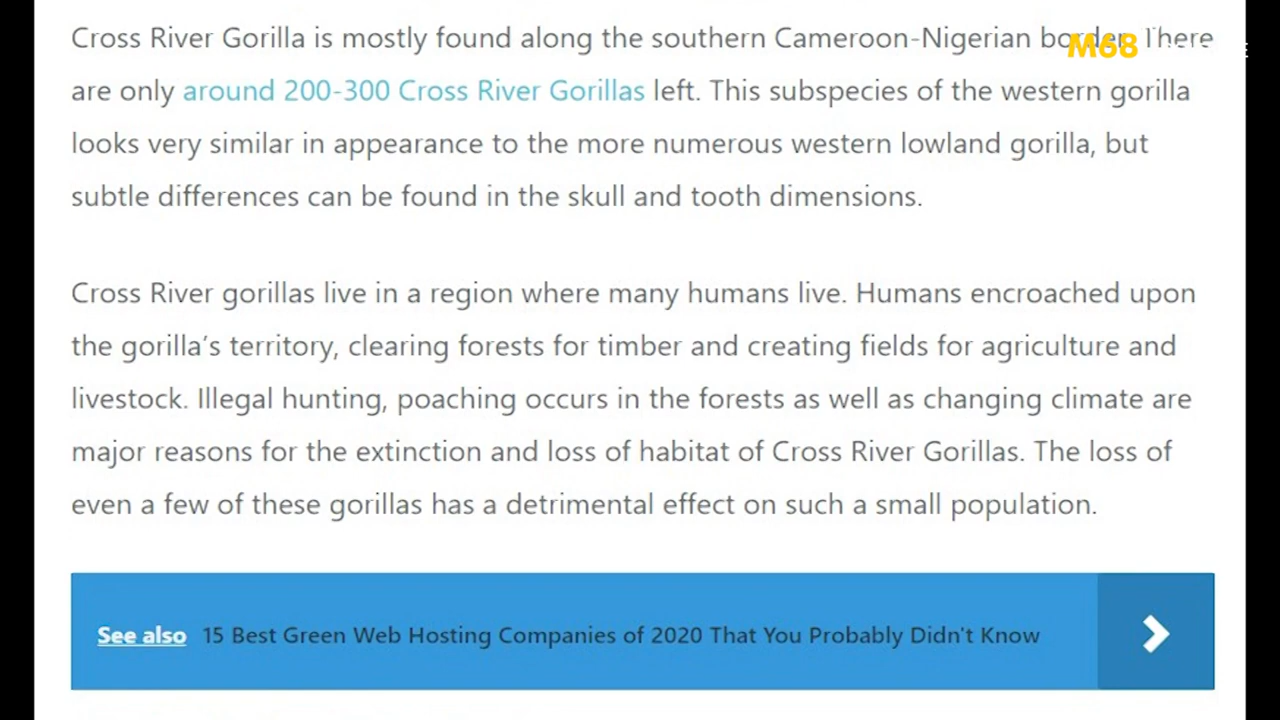 Cross River Gorilla is mostly found along the southern Cameroon-Nigerian border. There
M68
are only around 200-300 Cross River Gorillas left. This subspecies of the western gorilla
looks very similar in appearance to the more numerous western lowland gorilla, but
subtle differences can be found in the skull and tooth dimensions.
Cross River gorillas live in a region where many humans live. Humans encroached upon
the gorilla’s territory, clearing forests for timber and creating fields for agriculture and
livestock. Illegal hunting, poaching occurs in the forests as well as changing climate are
major reasons for the extinction and loss of habitat of Cross River Gorillas. The loss of
even a few of these gorillas has a detrimental effect on such a small population.
See also 15 Best Green Web Hosting Companies of 2020 That You Probably Didn't Know